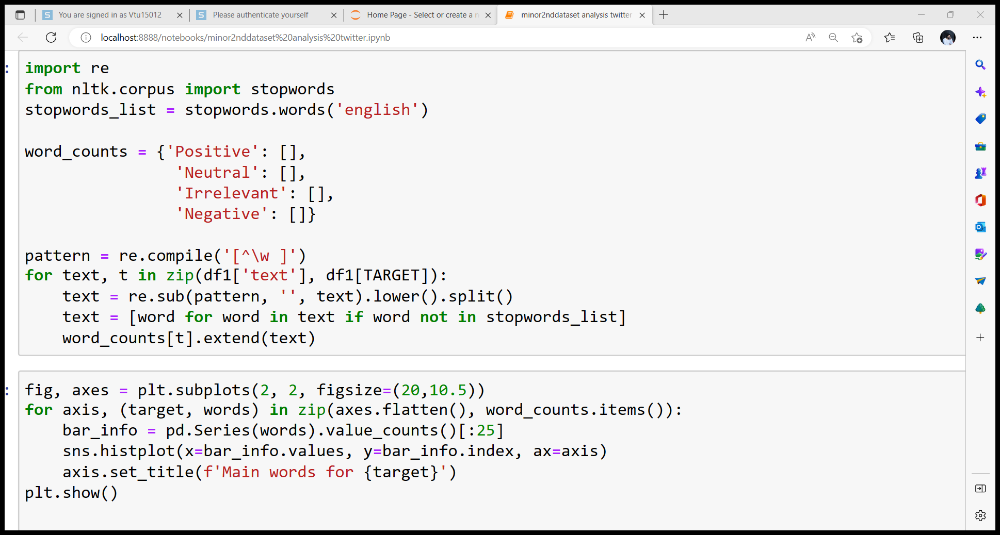 You are signed in as Vtu15012
Please authenticate yourself
Home Page - Select or create a n
minor2nddataset analysis twitter
localhost:8888/notebooks/minor2nddataset%20analysis%20twitter.ipynb
import re
from nltk.corpus import stopwords
stopwords_list = stopwords.words('english')
word_counts = {'Positive': [],
'Neutral': [],
'Irrelevant': [],
'Negative': []}
pattern = re.compile('[^\w ]')
for text, t in zip(df1['text'], df1[TARGET]):
    text = re.sub(pattern, '', text).lower().split()
    text = [word for word in text if word not in stopwords_list]
    word_counts[t].extend(text)
fig, axes = plt.subplots(2, 2, figsize=(20,10.5))
for axis, (target, words) in zip(axes.flatten(), word_counts.items()):
    bar_info = pd.Series(words).value_counts()[:25]
    sns.histplot(x=bar_info.values, y=bar_info.index, ax=axis)
    axis.set_title(f'Main words for {target}')
plt.show()